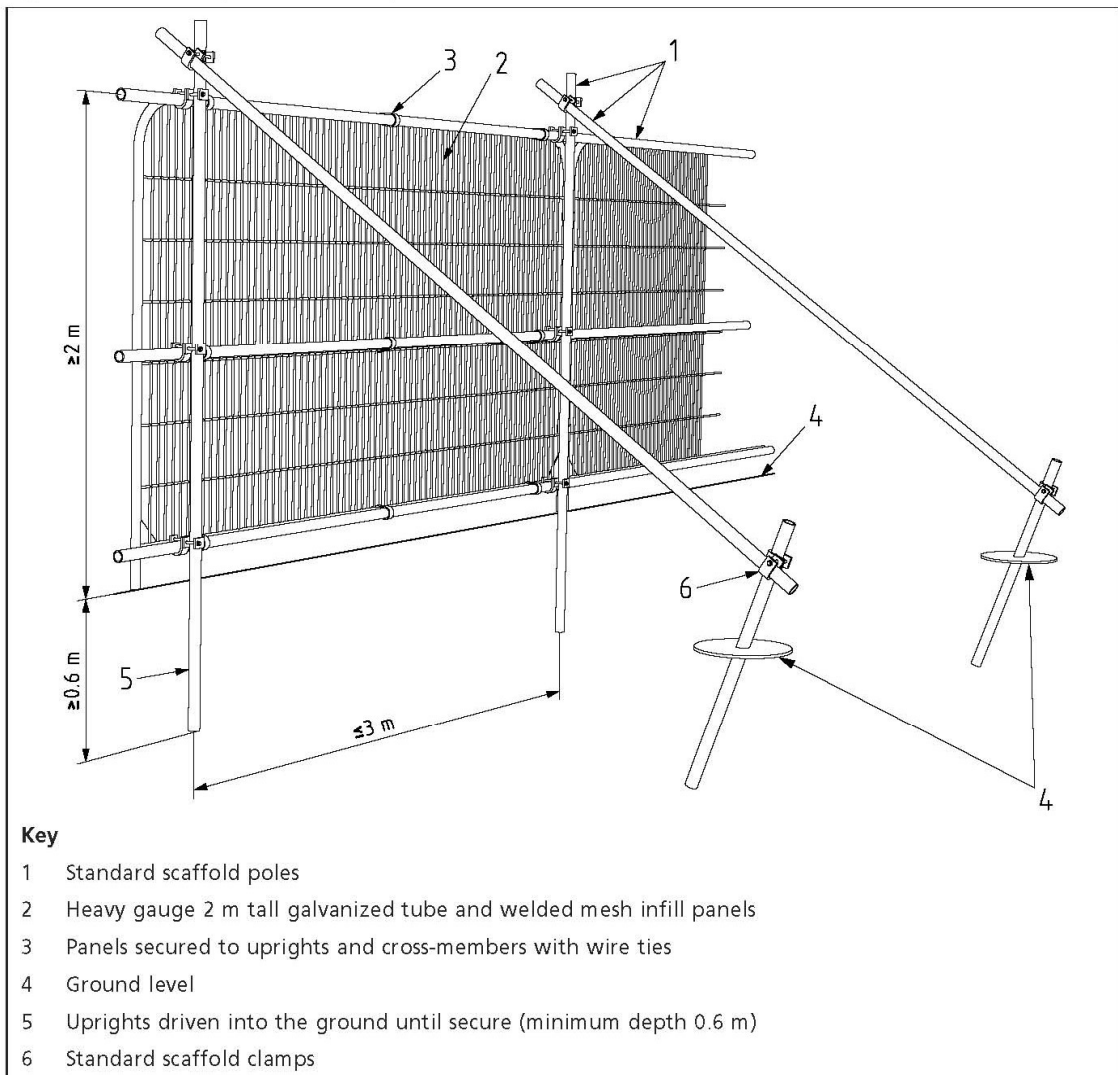 3
2
1
≥2 m
4
6
5
≥0.6 m
≤3 m
4
Key
1 Standard scaffold poles
2 Heavy gauge 2 m tall galvanized tube and welded mesh infill panels
3 Panels secured to uprights and cross-members with wire ties
4 Ground level
5 Uprights driven into the ground until secure (minimum depth 0.6 m)
6 Standard scaffold clamps